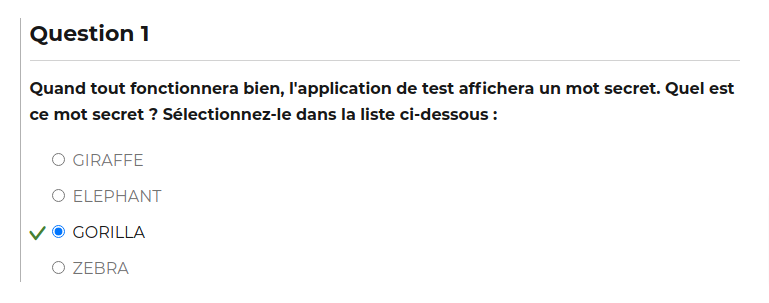 Question 1
Quand tout fonctionnera bien, l'application de test affichera un mot secret. Quel est
ce mot secret ? Sélectionnez-le dans la liste ci-dessous :
GIRAFFE
ELEPHANT
GORILLA
ZEBRA